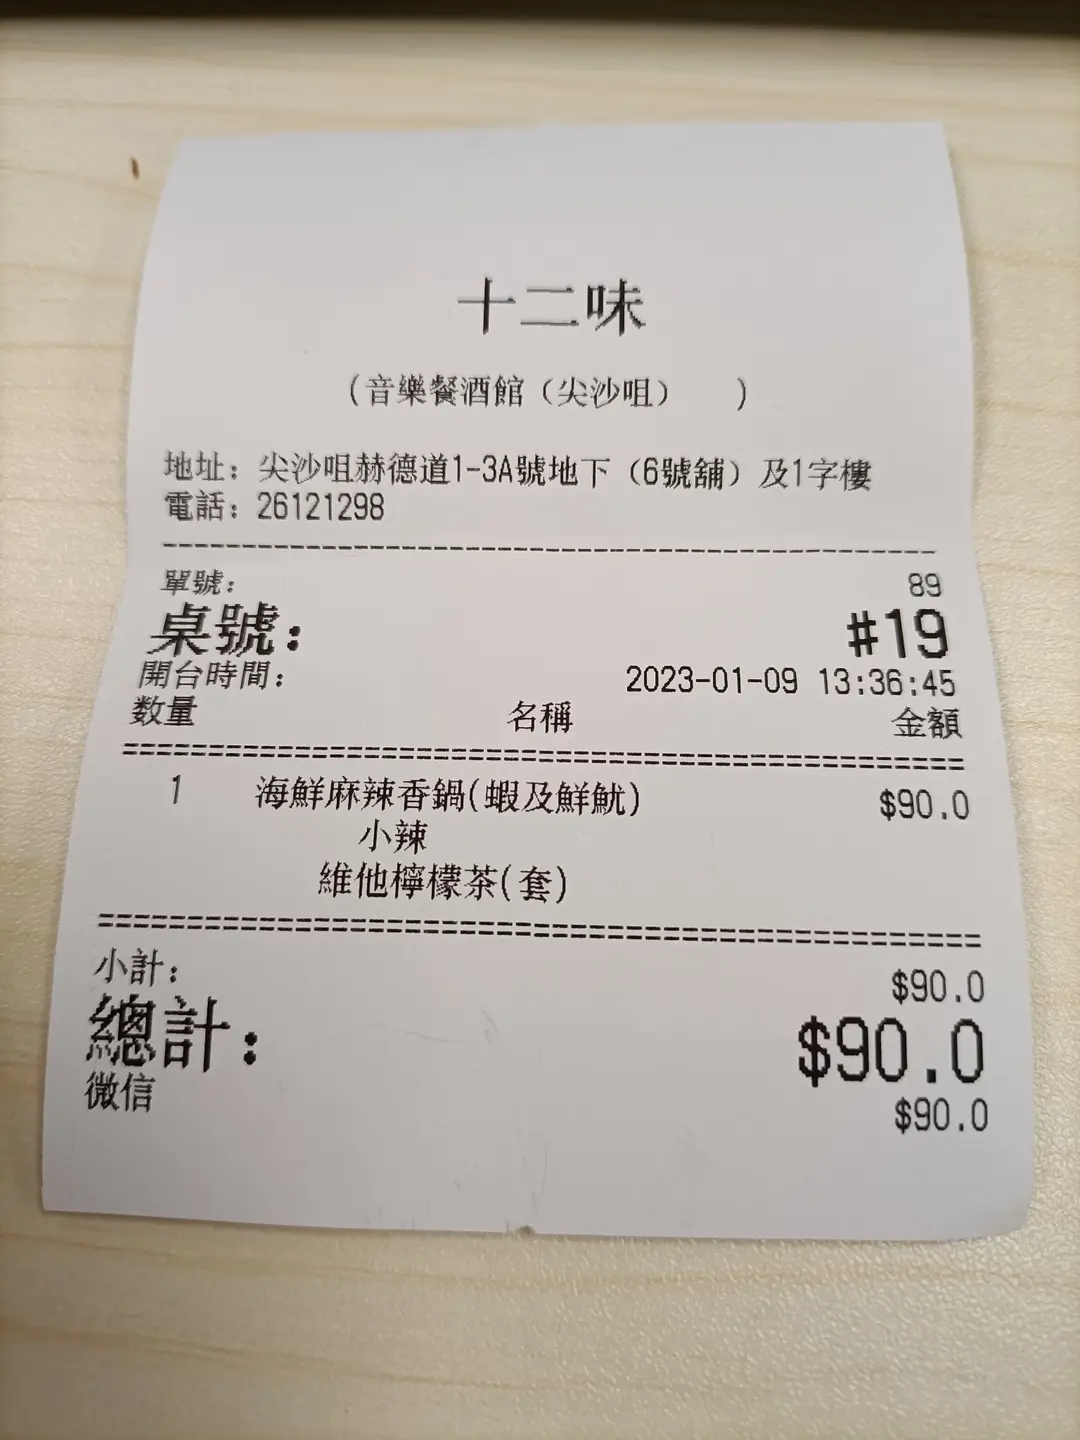 十二味
(音樂餐酒館（尖沙咀）   )
地址: 尖沙咀赫德道1-3A號地下（6號舖）及1字樓
電話: 26121298
單號: 89
桌號: #19
開台時間: 2023-01-09 13:36:45
数量 名稱 金額
1 海鮮麻辣香鍋(蝦及鮮魷) $90.0
小辣
維他檸檬茶(套)
小計: $90.0
總計: $90.0
微信 $90.0